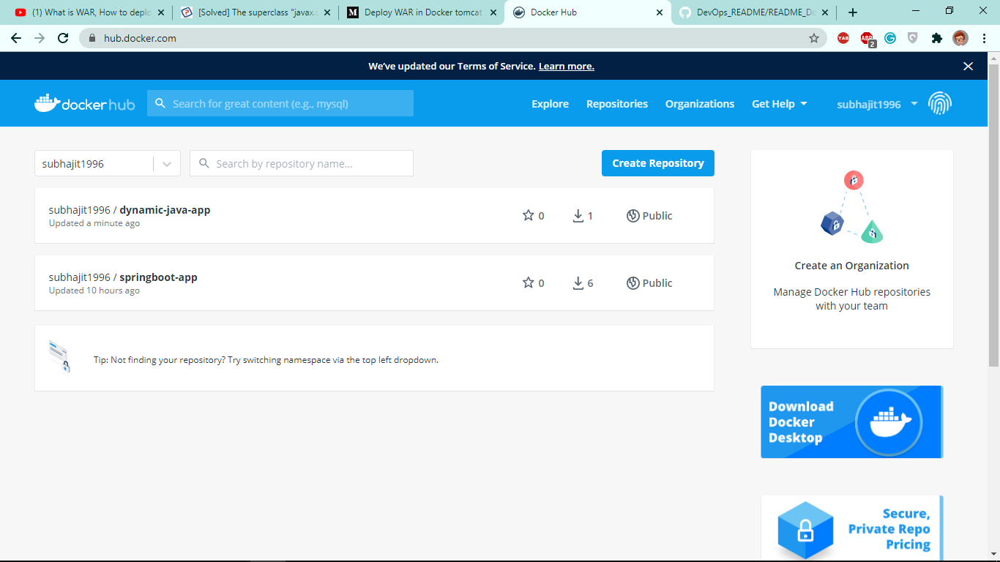 (1) What is WAR, How to deplo
[Solved] The superclass "javax.s
Deploy WAR in Docker tomcat
Docker Hub
DevOps_README/README_Do
hub.docker.com
YAB
ABP
2
We've updated our Terms of Service. Learn more.
docker hub
Search for great content (e.g., mysql)
Explore
Repositories
Organizations
Get Help
subhajit1996
subhajit1996
Search by repository name...
Create Repository
subhajit1996 / dynamic-java-app
Updated a minute ago
0
1
Public
subhajit1996 / springboot-app
Updated 10 hours ago
0
6
Public
Tip: Not finding your repository? Try switching namespace via the top left dropdown.
Create an Organization
Manage Docker Hub repositories
with your team
Download
Docker
Desktop
Secure,
Private Repo
Pricing